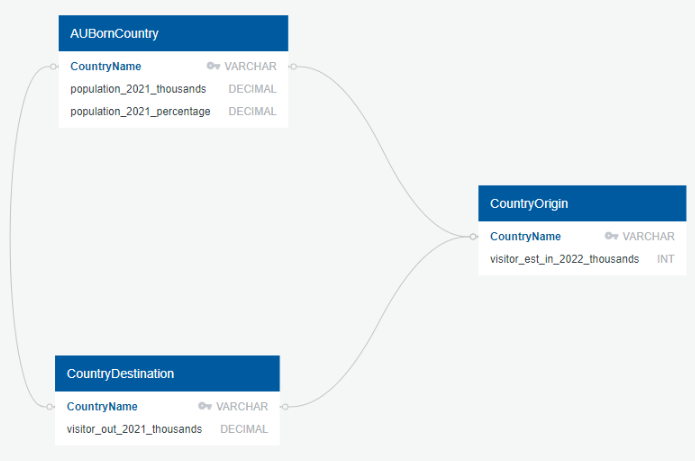 AUBornCountry
CountryName VARCHAR
population_2021_thousands DECIMAL
population_2021_percentage DECIMAL
CountryOrigin
CountryName VARCHAR
visitor_est_in_2022_thousands INT
CountryDestination
CountryName VARCHAR
visitor_out_2021_thousands DECIMAL